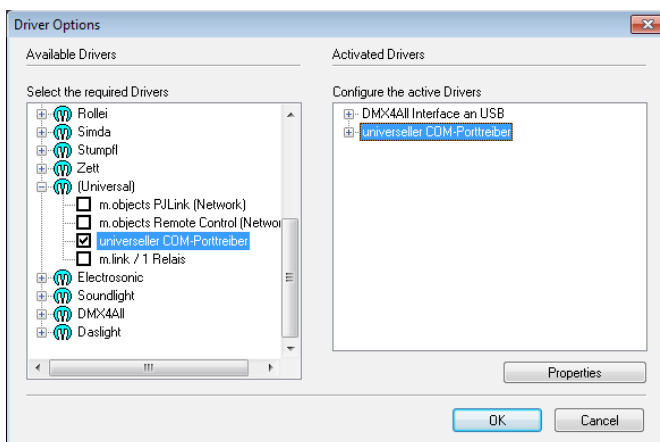 Driver Options
Available Drivers
Activated Drivers
Select the required Drivers
Configure the active Drivers
Rollei
Simda
Stumpfl
Zett
(Universal)
m.objects PJLink (Network)
m.objects Remote Control (Networ
universeller COM-Porttreiber
m.link / 1 Relais
Electrosonic
Soundlight
DMX4All
Daslight
DMX4All Interface an USB
universeller COM-Porttreiber
Properties
OK
Cancel